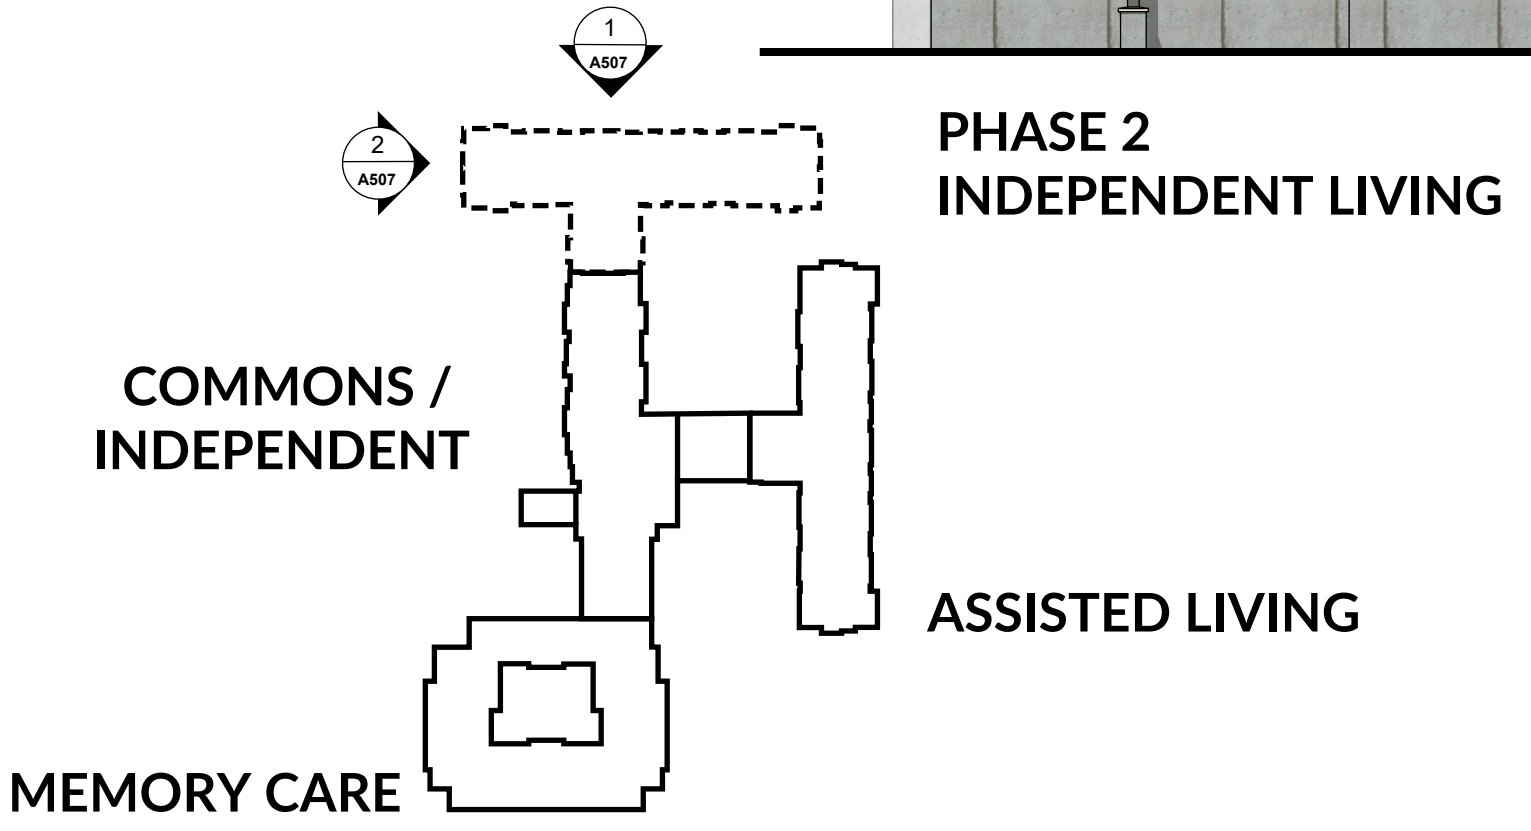 1
A507
2
A507
PHASE 2
INDEPENDENT LIVING
COMMONS /
INDEPENDENT
ASSISTED LIVING
MEMORY CARE